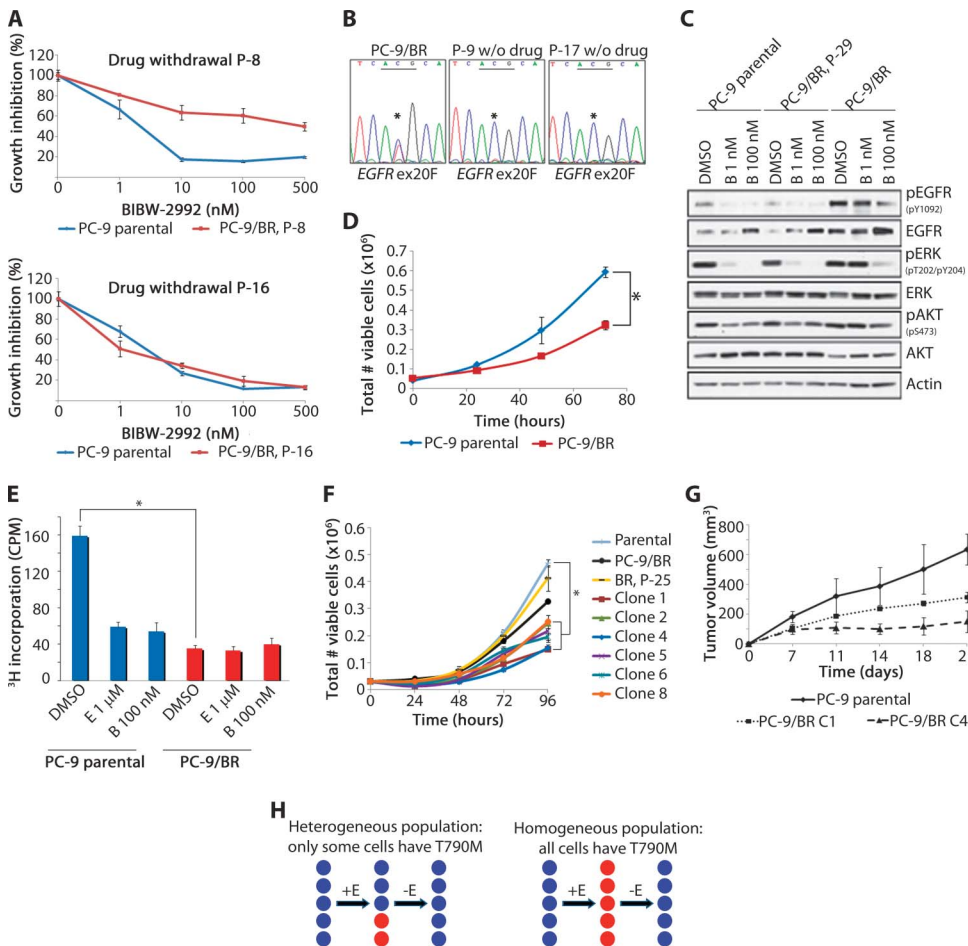 A
Drug withdrawal P-8
Growth inhibition (%)
120
100
80
60
40
20
0
1
10
100
500
BIBW-2992 (nM)
PC-9 parental
PC-9/BR, P-8
Drug withdrawal P-16
Growth inhibition (%)
120
100
80
60
40
20
0
1
10
100
500
BIBW-2992 (nM)
PC-9 parental
PC-9/BR, P-16
B
PC-9/BR
P-9 w/o drug
P-17 w/o drug
T C A C G C A
T C A C G C A
T C A C G C A
*
*
*
EGFR ex20F
EGFR ex20F
EGFR ex20F
C
PC-9 parental
PC-9/BR, P-29
PC-9/BR
DMSO
B 1 nM
B 100 nM
DMSO
B 1 nM
B 100 nM
DMSO
B 1 nM
B 100 nM
pEGFR
(pY1092)
EGFR
pERK
(pT202/pY204)
ERK
pAKT
(pS473)
AKT
Actin
D
Total # viable cells (x10⁶)
0.7
0.6
0.5
0.4
0.3
0.2
0.1
0
0
20
40
60
80
*
Time (hours)
PC-9 parental
PC-9/BR
E
³H incorporation (CPM)
160
120
80
40
0
*
DMSO
E 1 µM
B 100 nM
DMSO
E 1 µM
B 100 nM
PC-9 parental
PC-9/BR
F
Total # viable cells (x10⁶)
0.6
0.5
0.4
0.3
0.2
0.1
0
0
24
48
72
96
*
Time (hours)
Parental
PC-9/BR
BR, P-25
Clone 1
Clone 2
Clone 4
Clone 5
Clone 6
Clone 8
G
Tumor volume (mm³)
800
600
400
200
0
0
7
11
14
18
Time (days)
PC-9 parental
PC-9/BR C1
PC-9/BR C4
H
Heterogeneous population:
only some cells have T790M
+E
-E
Homogeneous population:
all cells have T790M
+E
-E